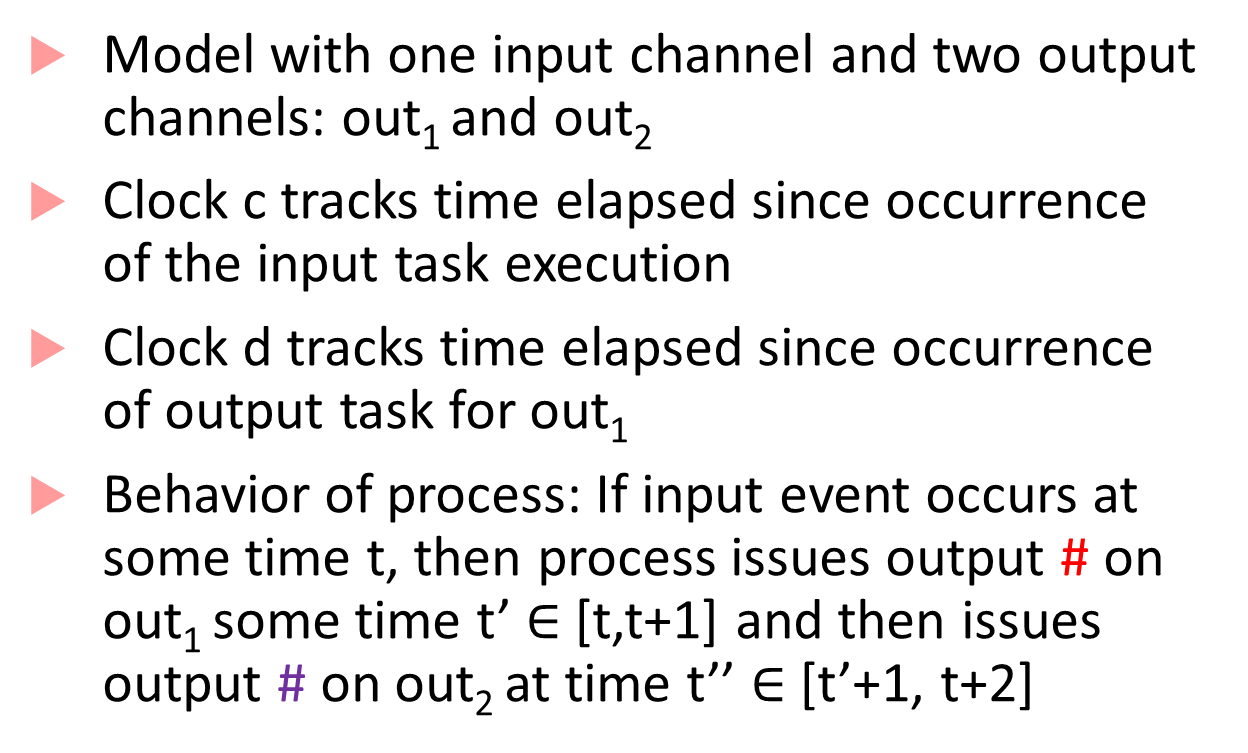 Model with one input channel and two output
channels: out₁ and out₂
Clock c tracks time elapsed since occurrence
of the input task execution
Clock d tracks time elapsed since occurrence
of output task for out₁
Behavior of process: If input event occurs at
some time t, then process issues output # on
out₁ some time t’ ∈ [t,t+1] and then issues
output # on out₂ at time t’’ ∈ [t’+1, t+2]